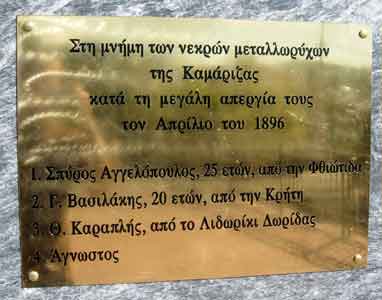 Στη μνήμη των νεκρών μεταλλωρύχων
της Καμάριζας
κατά τη μεγάλη απεργία τους
τον Απρίλιο του 1896
1. Σπύρος Αγγελόπουλος, 25 ετών, από την Φθιώτιδα
2. Γ. Βασιλάκης, 20 ετών, από την Κρήτη
3. Θ. Καραπλής, από το Λιδωρίκι Δωρίδας
4. Άγνωστος